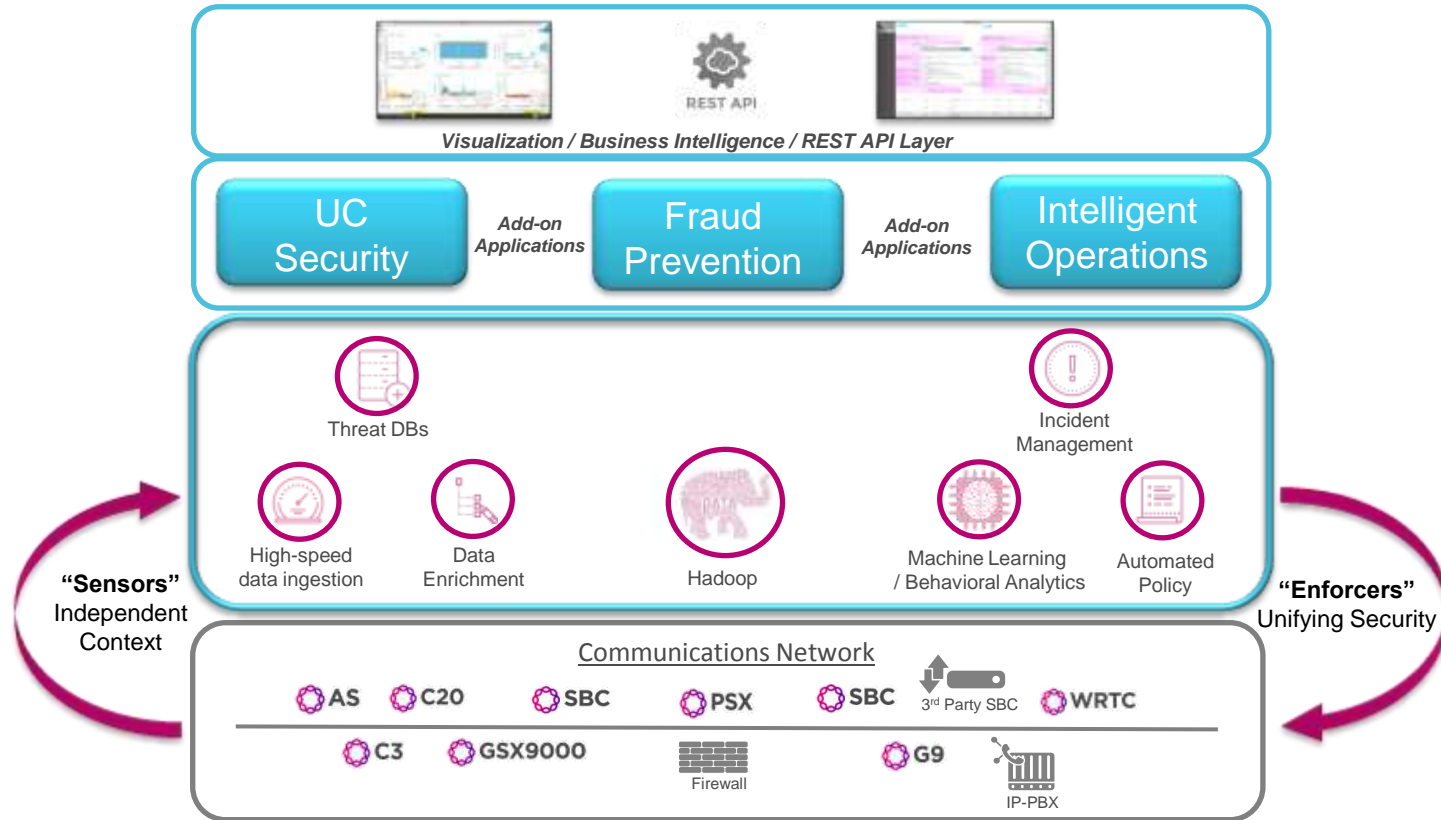 REST API
Visualization / Business Intelligence / REST API Layer
UC
Security
Add-on
Applications
Fraud
Prevention
Add-on
Applications
Intelligent
Operations
Threat DBs
Incident
Management
High-speed
data ingestion
Data
Enrichment
DATA
Hadoop
Machine Learning
/ Behavioral Analytics
Automated
Policy
“Sensors”
Independent
Context
“Enforcers”
Unifying Security
Communications Network
AS
C20
SBC
PSX
SBC
3rd Party SBC
WRTC
C3
GSX9000
Firewall
G9
IP-PBX